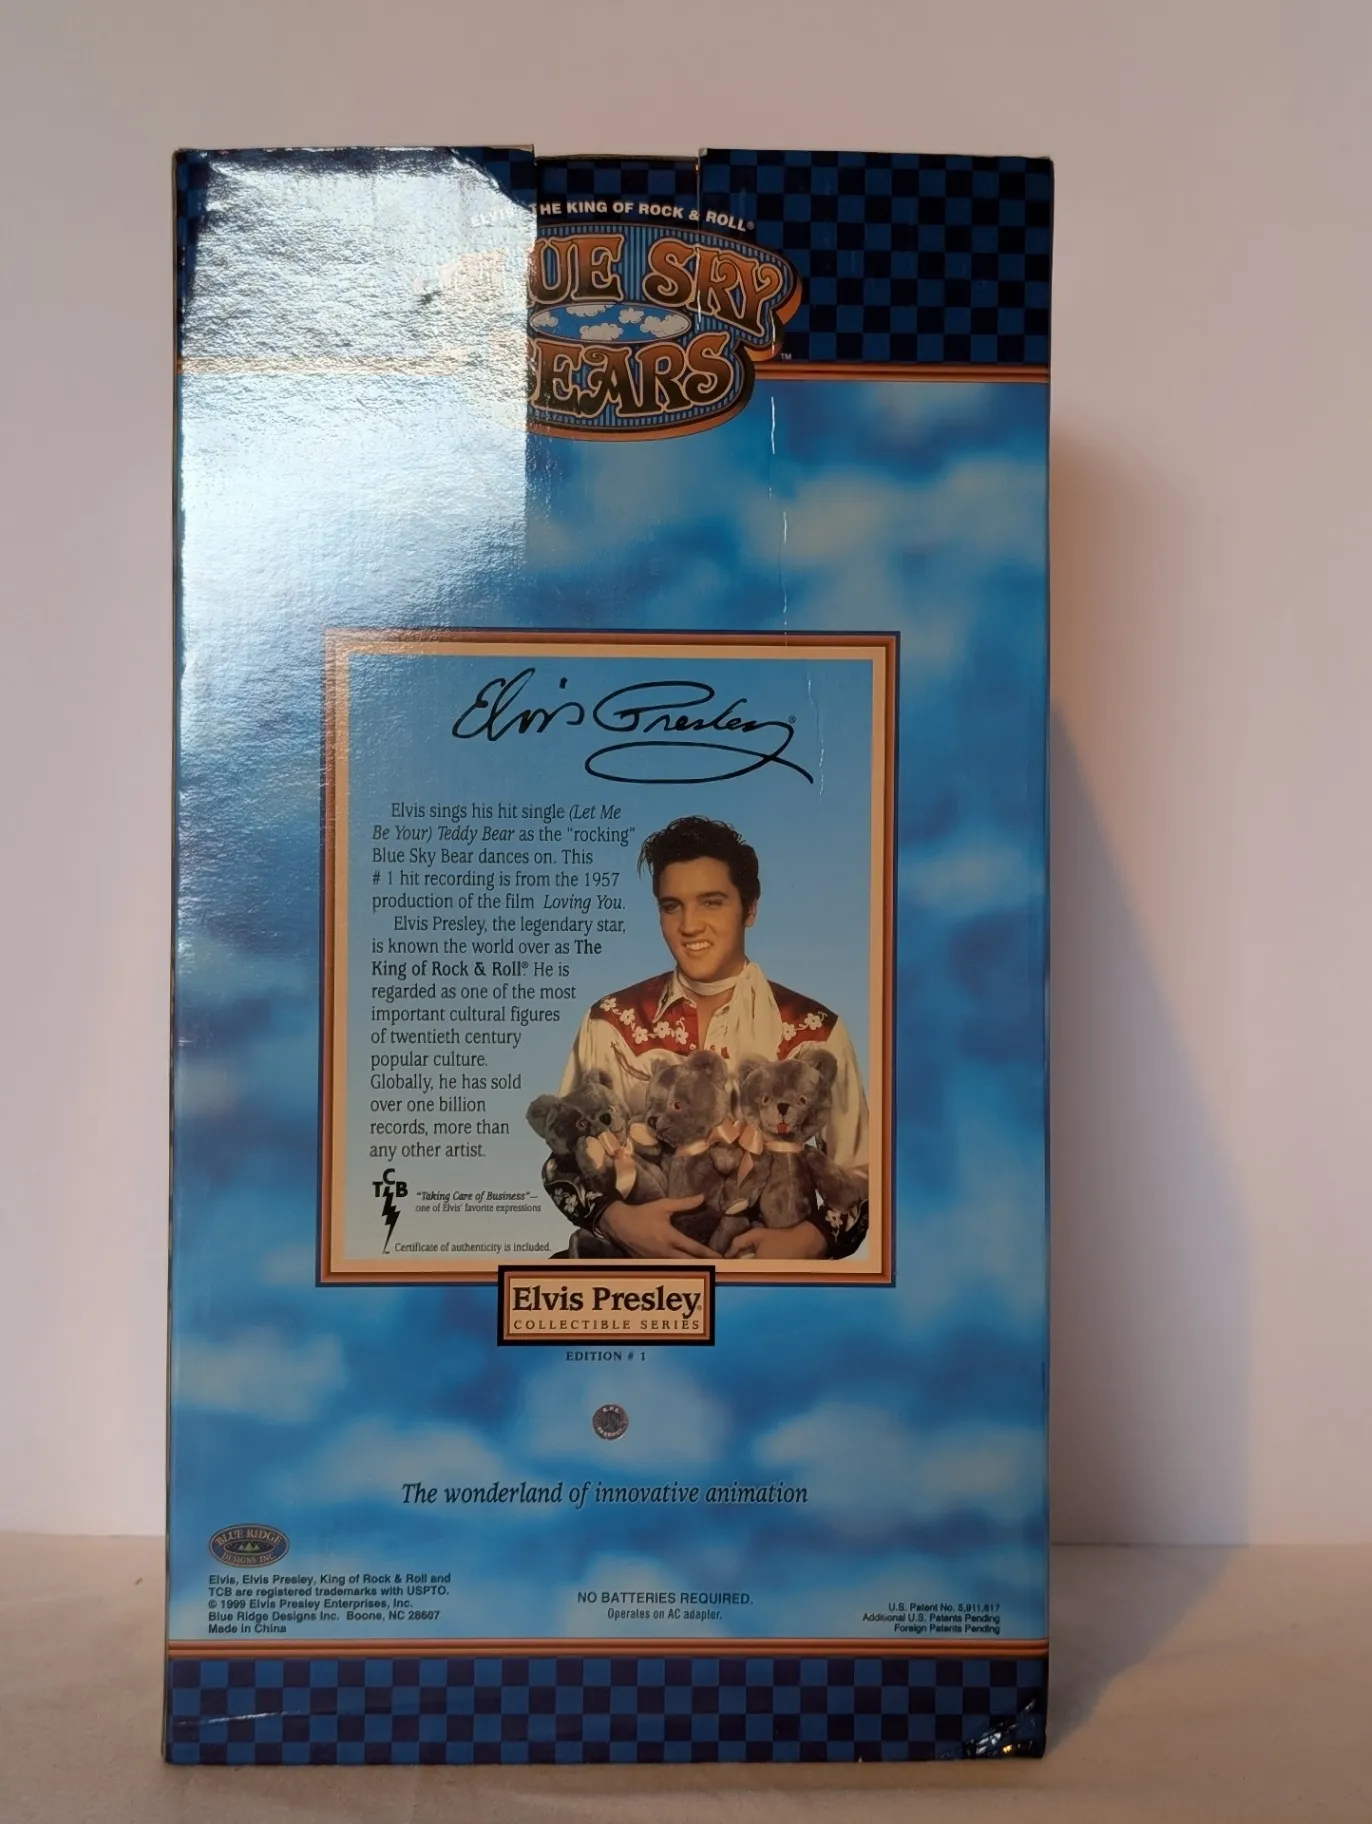 ELVIS THE KING OF ROCK & ROLL®
BLUE SKY
BEARS
™
Elvis Presley®
Elvis sings his hit single (Let Me
Be Your) Teddy Bear as the "rocking"
Blue Sky Bear dances on. This
# 1 hit recording is from the 1957
production of the film Loving You.
Elvis Presley, the legendary star,
is known the world over as The
King of Rock & Roll® He is
regarded as one of the most
important cultural figures
of twentieth century
popular culture.
Globally, he has sold
over one billion
records, more than
any other artist.
TCB
"Taking Care of Business"—
one of Elvis' favorite expressions
Certificate of authenticity is included.
Elvis Presley®
COLLECTIBLE SERIES
EDITION # 1
The wonderland of innovative animation
BLUE RIDGE
DESIGNS INC
Elvis, Elvis Presley, King of Rock & Roll and
TCB are registered trademarks with USPTO.
© 1999 Elvis Presley Enterprises, Inc.
Blue Ridge Designs Inc. Boone, NC 28607
Made in China
NO BATTERIES REQUIRED.
Operates on AC adapter.
U.S. Patent No. 5,911,617
Additional U.S. Patents Pending
Foreign Patents Pending